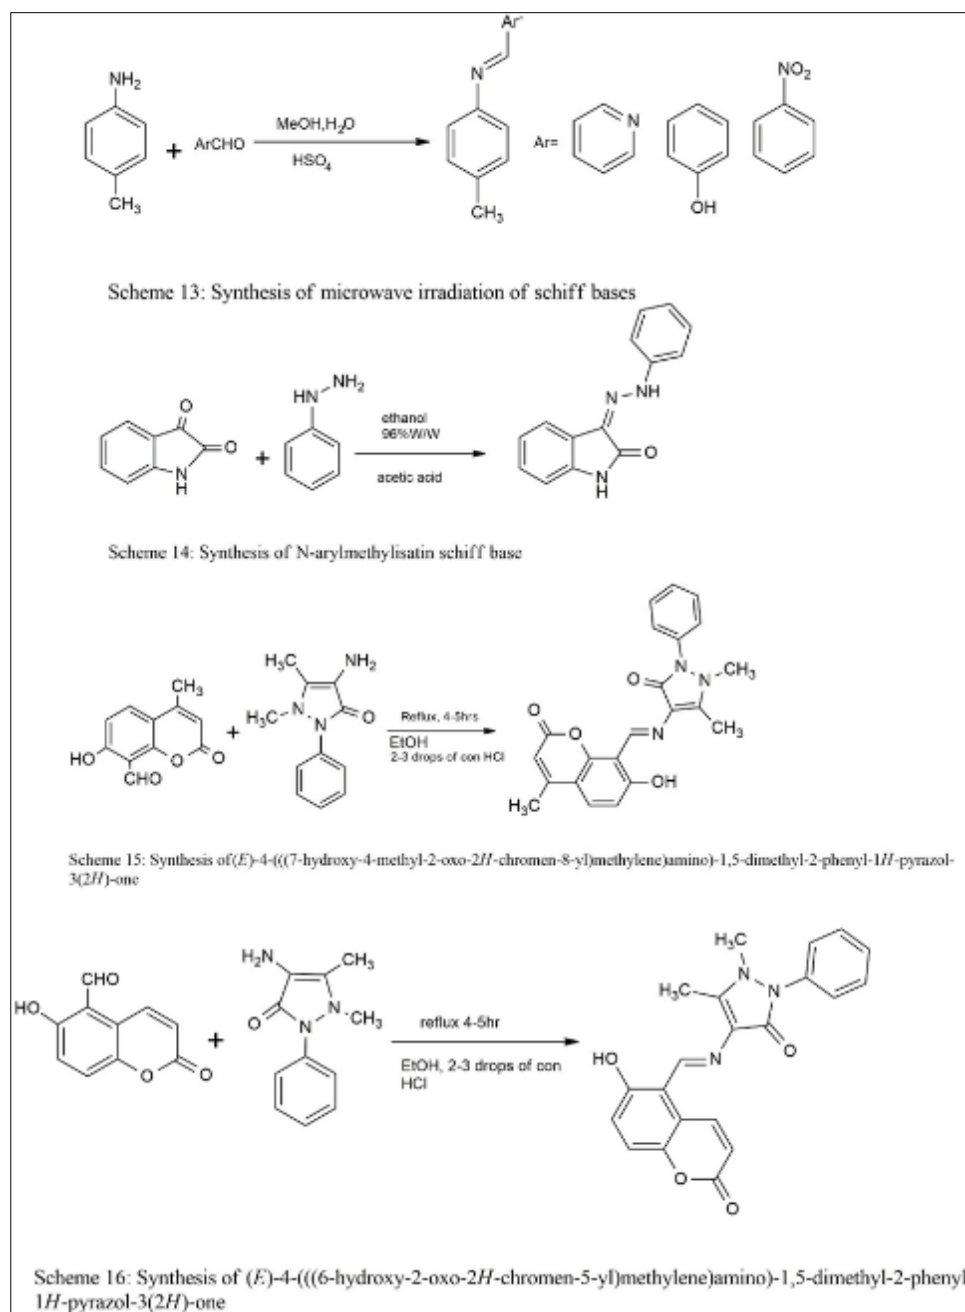 Ar'
NH₂
N
NO₂
MeOH,H₂O
N
+
ArCHO
Ar=
HSO₄
CH₃
CH₃
OH
Scheme 13: Synthesis of microwave irradiation of schiff bases
NH₂
HN
O
N
NH
ethanol
O
96%W/W
+
O
N
H
acetic acid
N
H
Scheme 14: Synthesis of N-arylmethylisatin schiff base
NH₂
H₃C
N
CH₃
O
N
CH₃
CH₃
N
O
Reflux, 4-5hrs
N
CH₃
+
N
EtOH
O
O
HO
O
O
2-3 drops of con HCl
CHO
OH
H₃C
Scheme 15: Synthesis of(E)-4-(((7-hydroxy-4-methyl-2-oxo-2H-chromen-8-yl)methylene)amino)-1,5-dimethyl-2-phenyl-1H-pyrazol-
3(2H)-one
H₃C
H₂N
CH₃
N
CHO
H₃C
N
HO
N
CH₃
O
N
reflux 4-5hr
+
N
O
O
O
EtOH, 2-3 drops of con
HO
HCl
O
O
Scheme 16: Synthesis of (E)-4-(((6-hydroxy-2-oxo-2H-chromen-5-yl)methylene)amino)-1,5-dimethyl-2-phenyl
1H-pyrazol-3(2H)-one